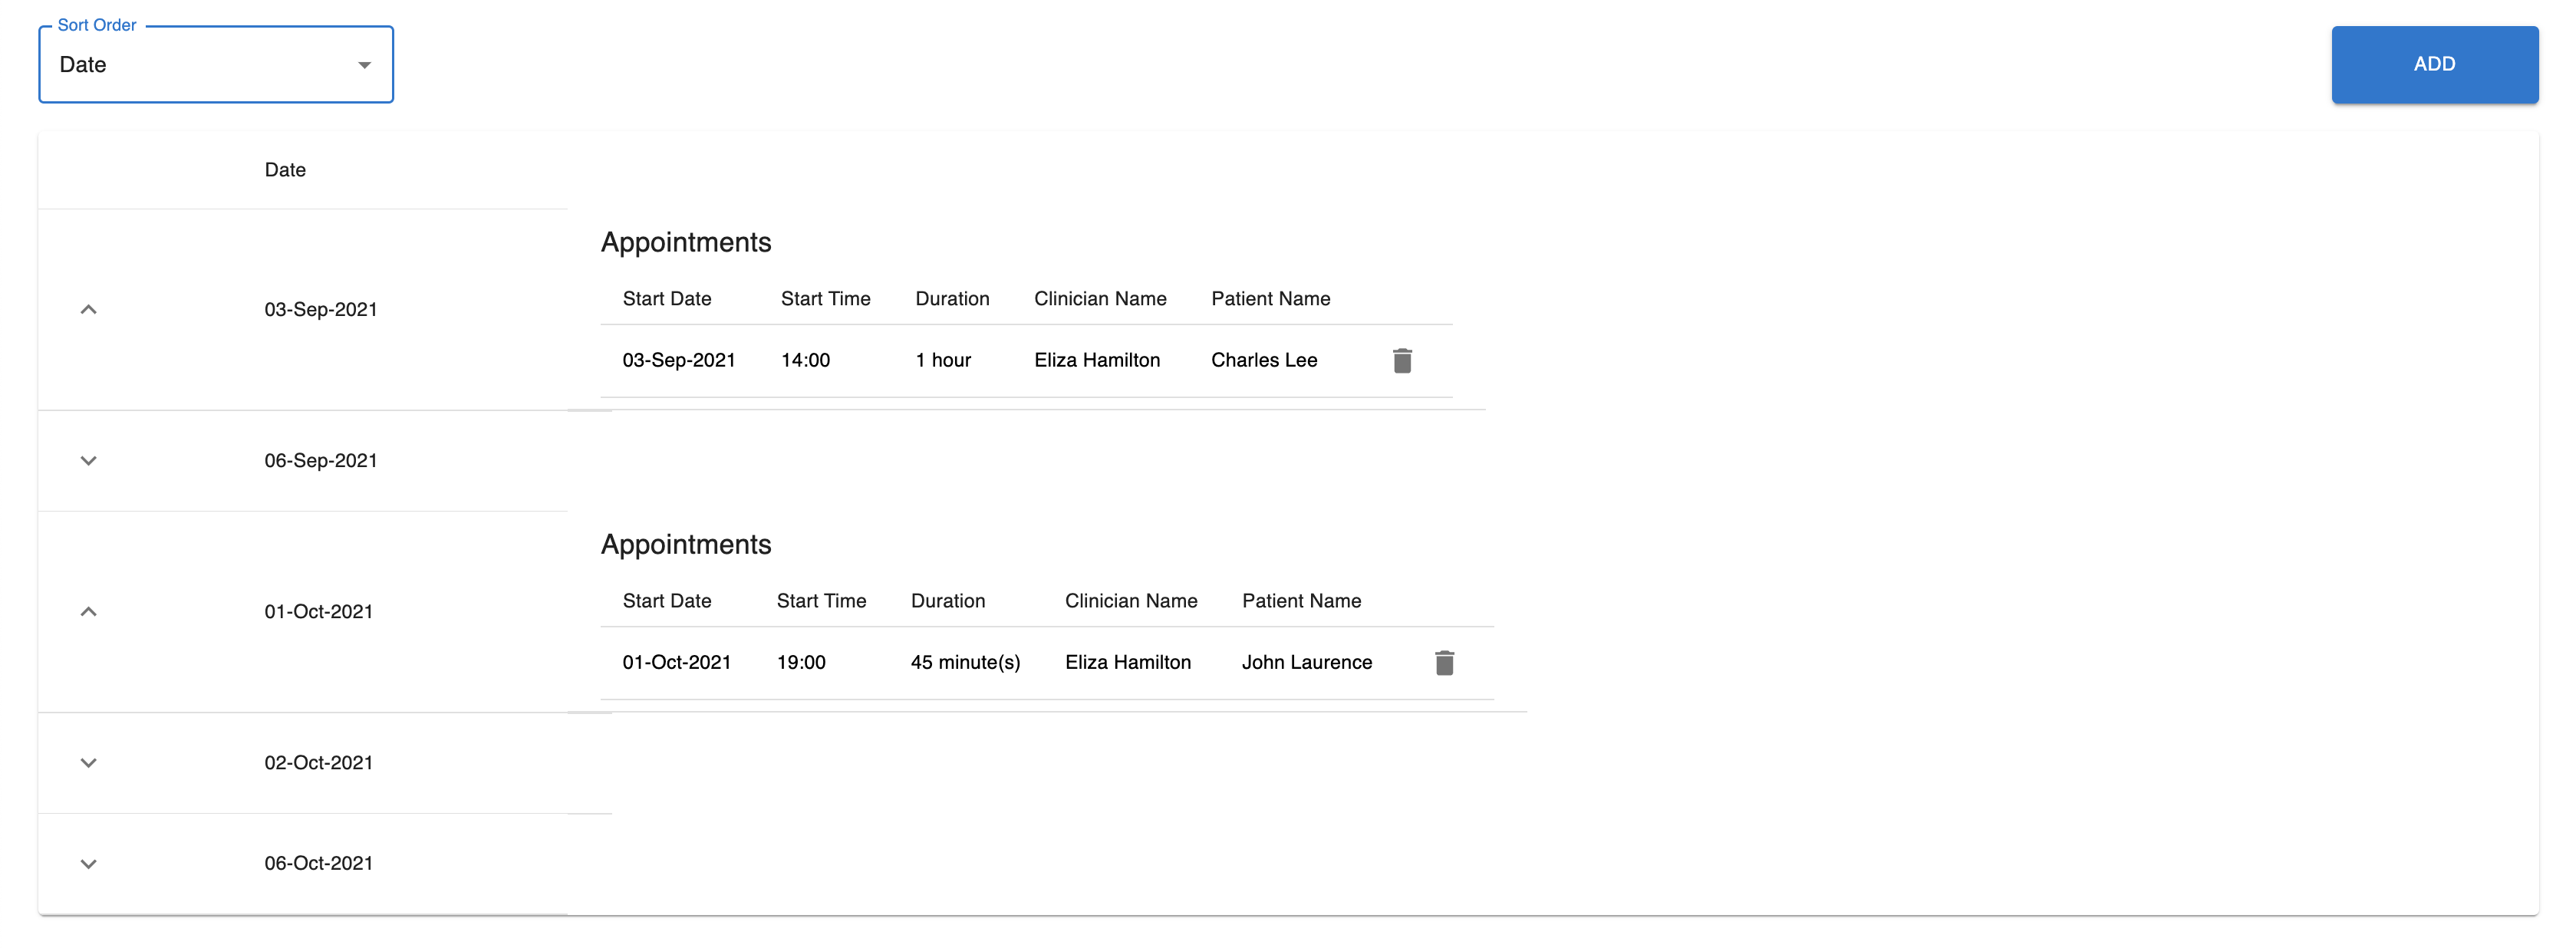 Sort Order
Date
ADD
Date
Appointments
Start Date Start Time Duration Clinician Name Patient Name
03-Sep-2021
03-Sep-2021 14:00 1 hour Eliza Hamilton Charles Lee
06-Sep-2021
Appointments
Start Date Start Time Duration Clinician Name Patient Name
01-Oct-2021
01-Oct-2021 19:00 45 minute(s) Eliza Hamilton John Laurence
02-Oct-2021
06-Oct-2021